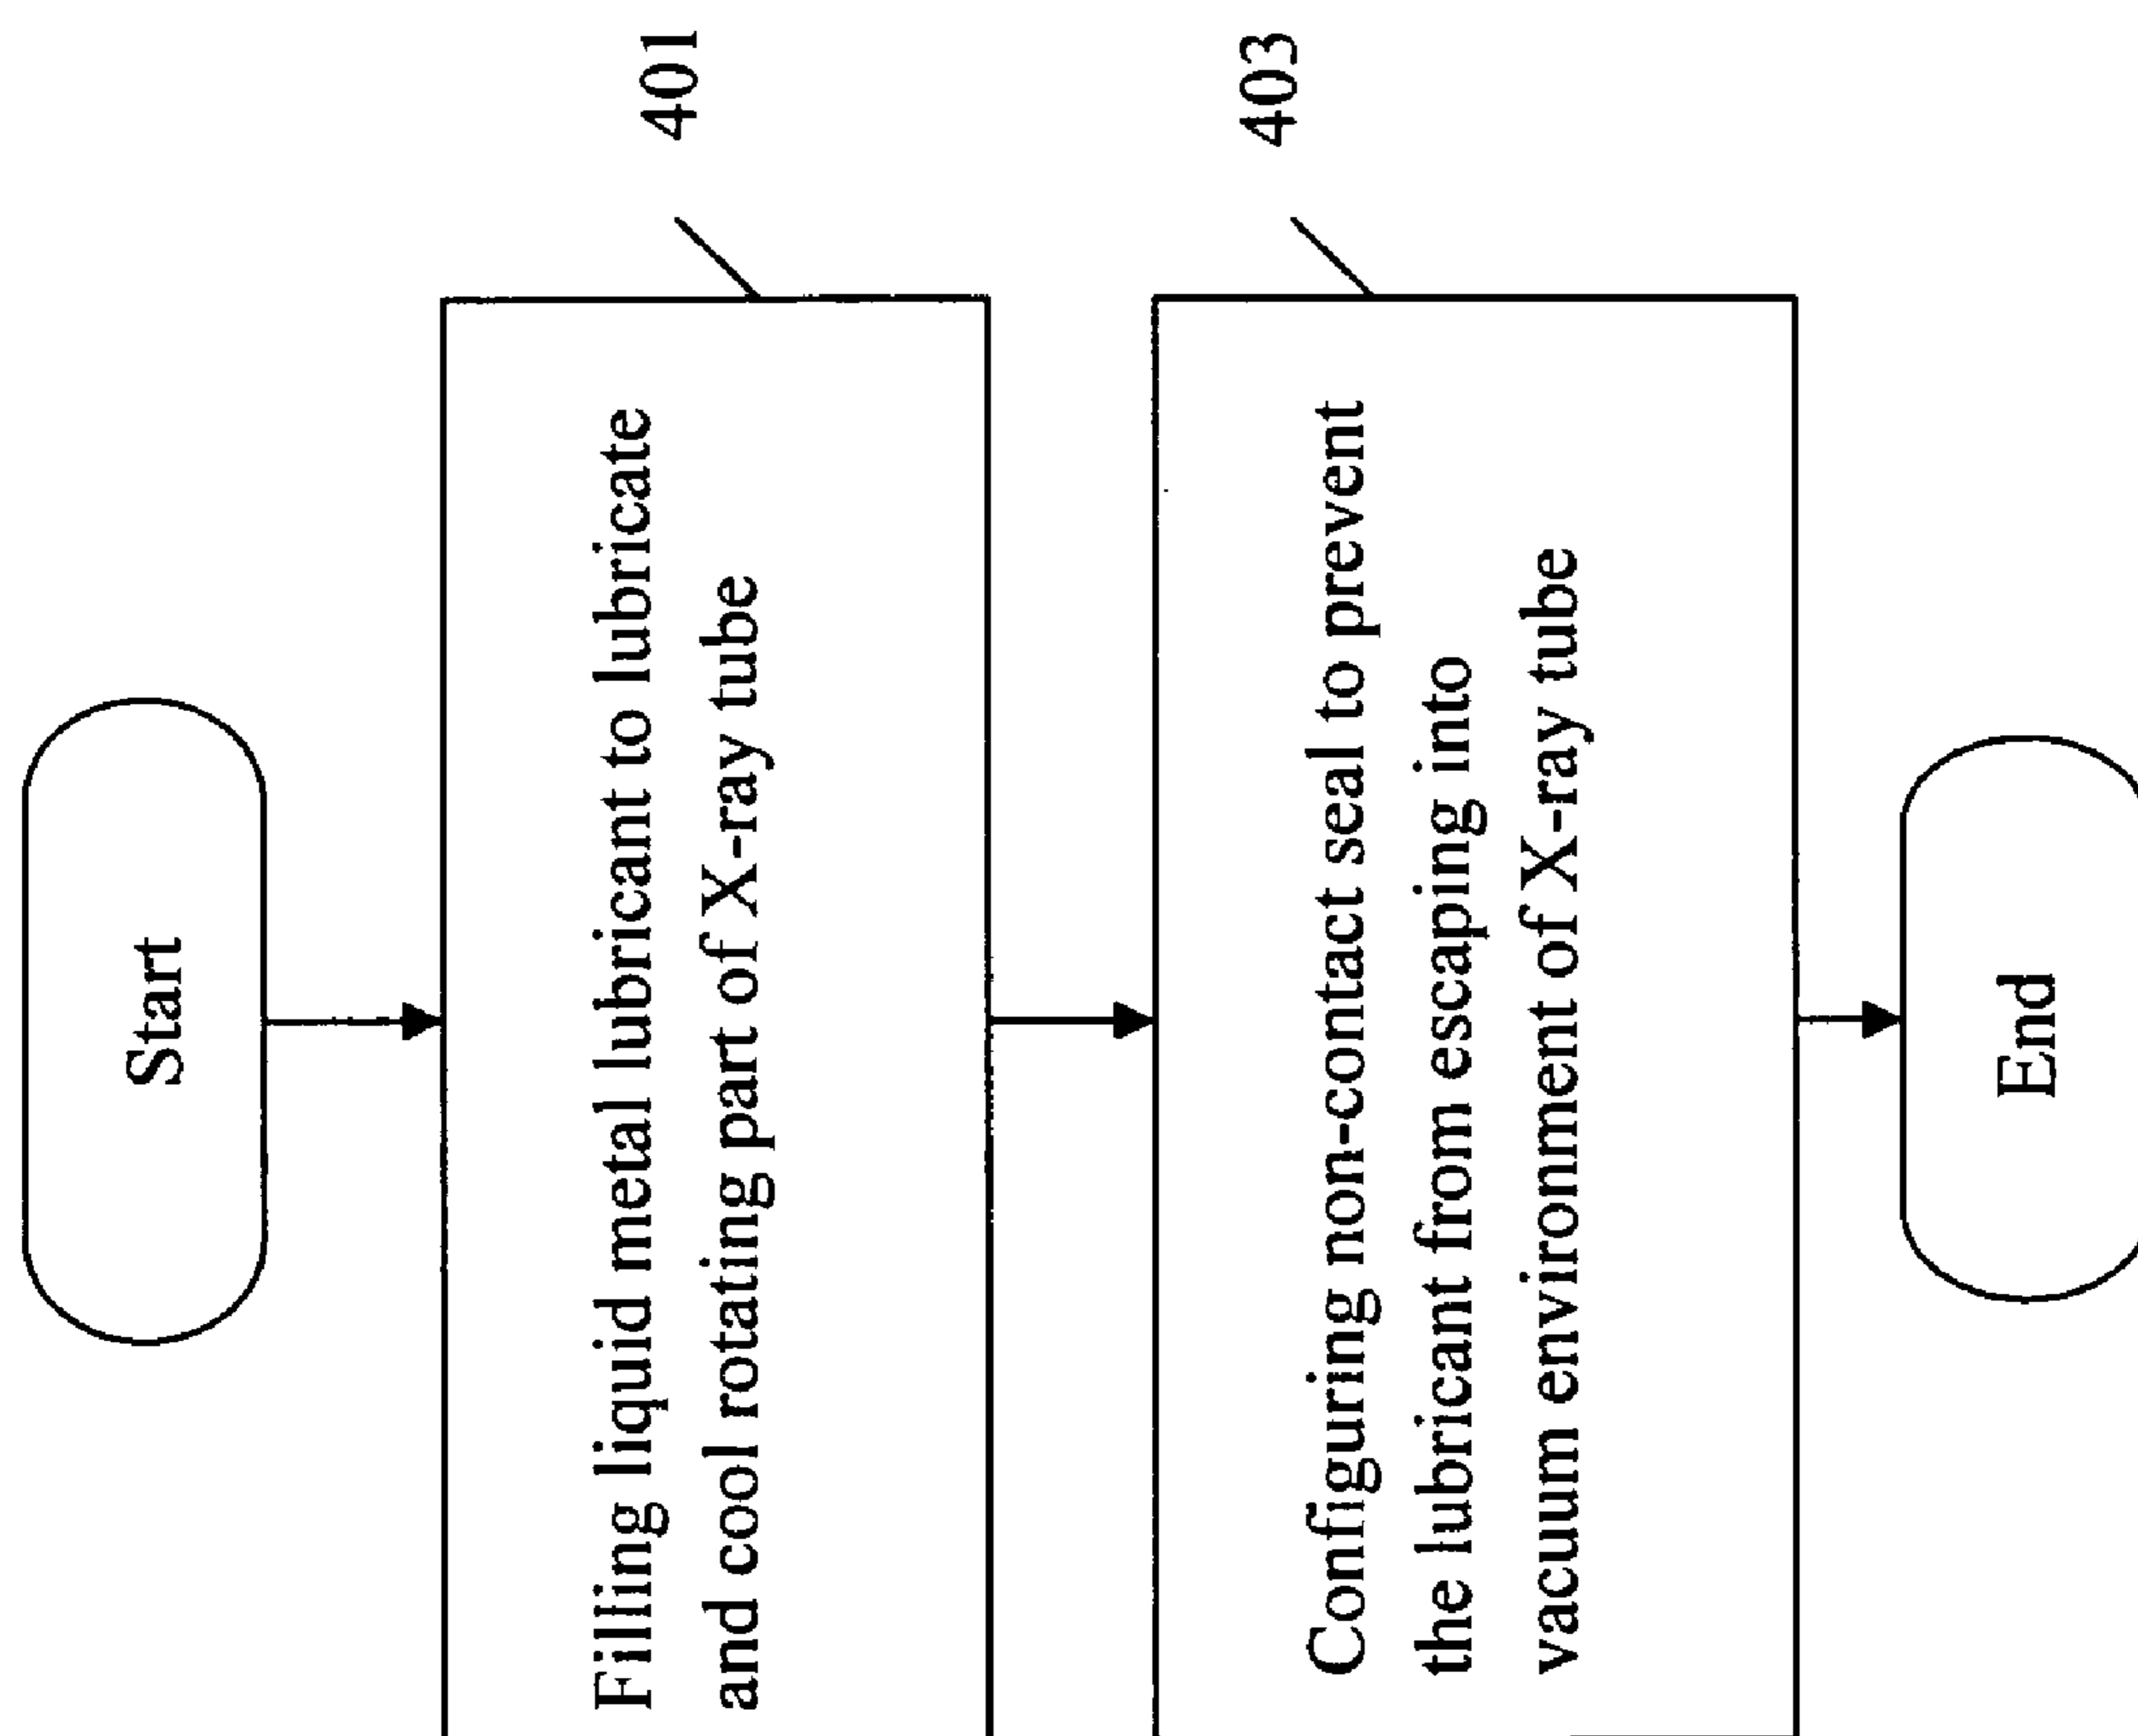 Start
401
Filling liquid metal lubricant to lubricate
and cool rotating part of X-ray tube
403
Configuring non-contact seal to prevent
the lubricant from escaping into
vacuum environment of X-ray tube
End